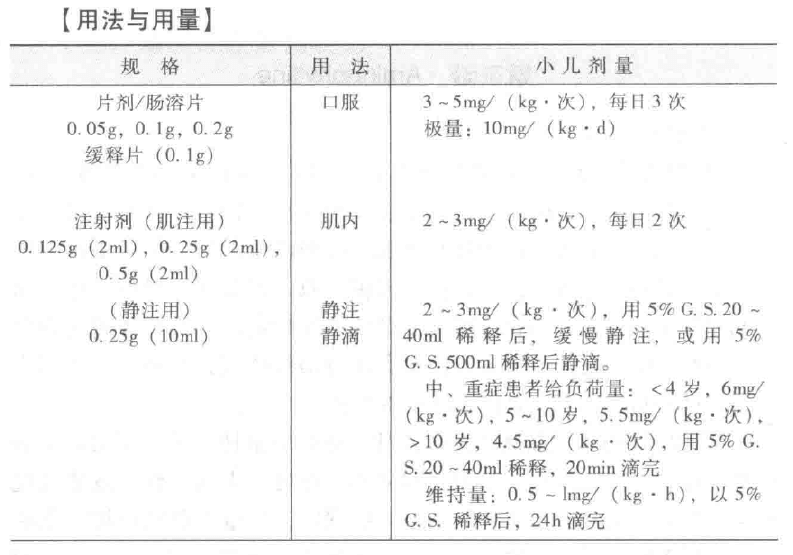 【用法与用量】
规 格 用 法 小儿剂量
片剂/肠溶片 口服 3~5mg/（kg·次），每日3次
0.05g，0.1g，0.2g 极量：10mg/（kg·d）
缓释片（0.1g）
注射剂（肌注用） 肌内 2~3mg/（kg·次），每日2次
0.125g（2ml），0.25g（2ml），
0.5g（2ml）
（静注用） 静注 2~3mg/（kg·次），用5%G.S.20~
0.25g（10ml） 静滴 40ml稀释后，缓慢静注，或用5%
G.S.500ml稀释后静滴。
中、重症患者给负荷量：<4岁，6mg/
（kg·次），5~10岁，5.5mg/（kg·次），
>10岁，4.5mg/（kg·次），用5%G.
S.20~40ml稀释，20min滴完
维持量：0.5~lmg/（kg·h），以5%
G.S.稀释后，24h滴完